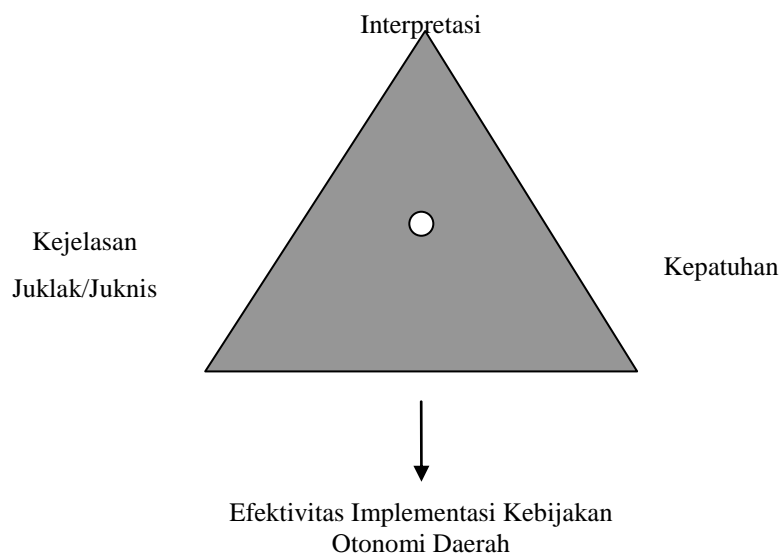 Interpretasi
Kejelasan
Juklak/Juknis
Kepatuhan
Efektivitas Implementasi Kebijakan
Otonomi Daerah